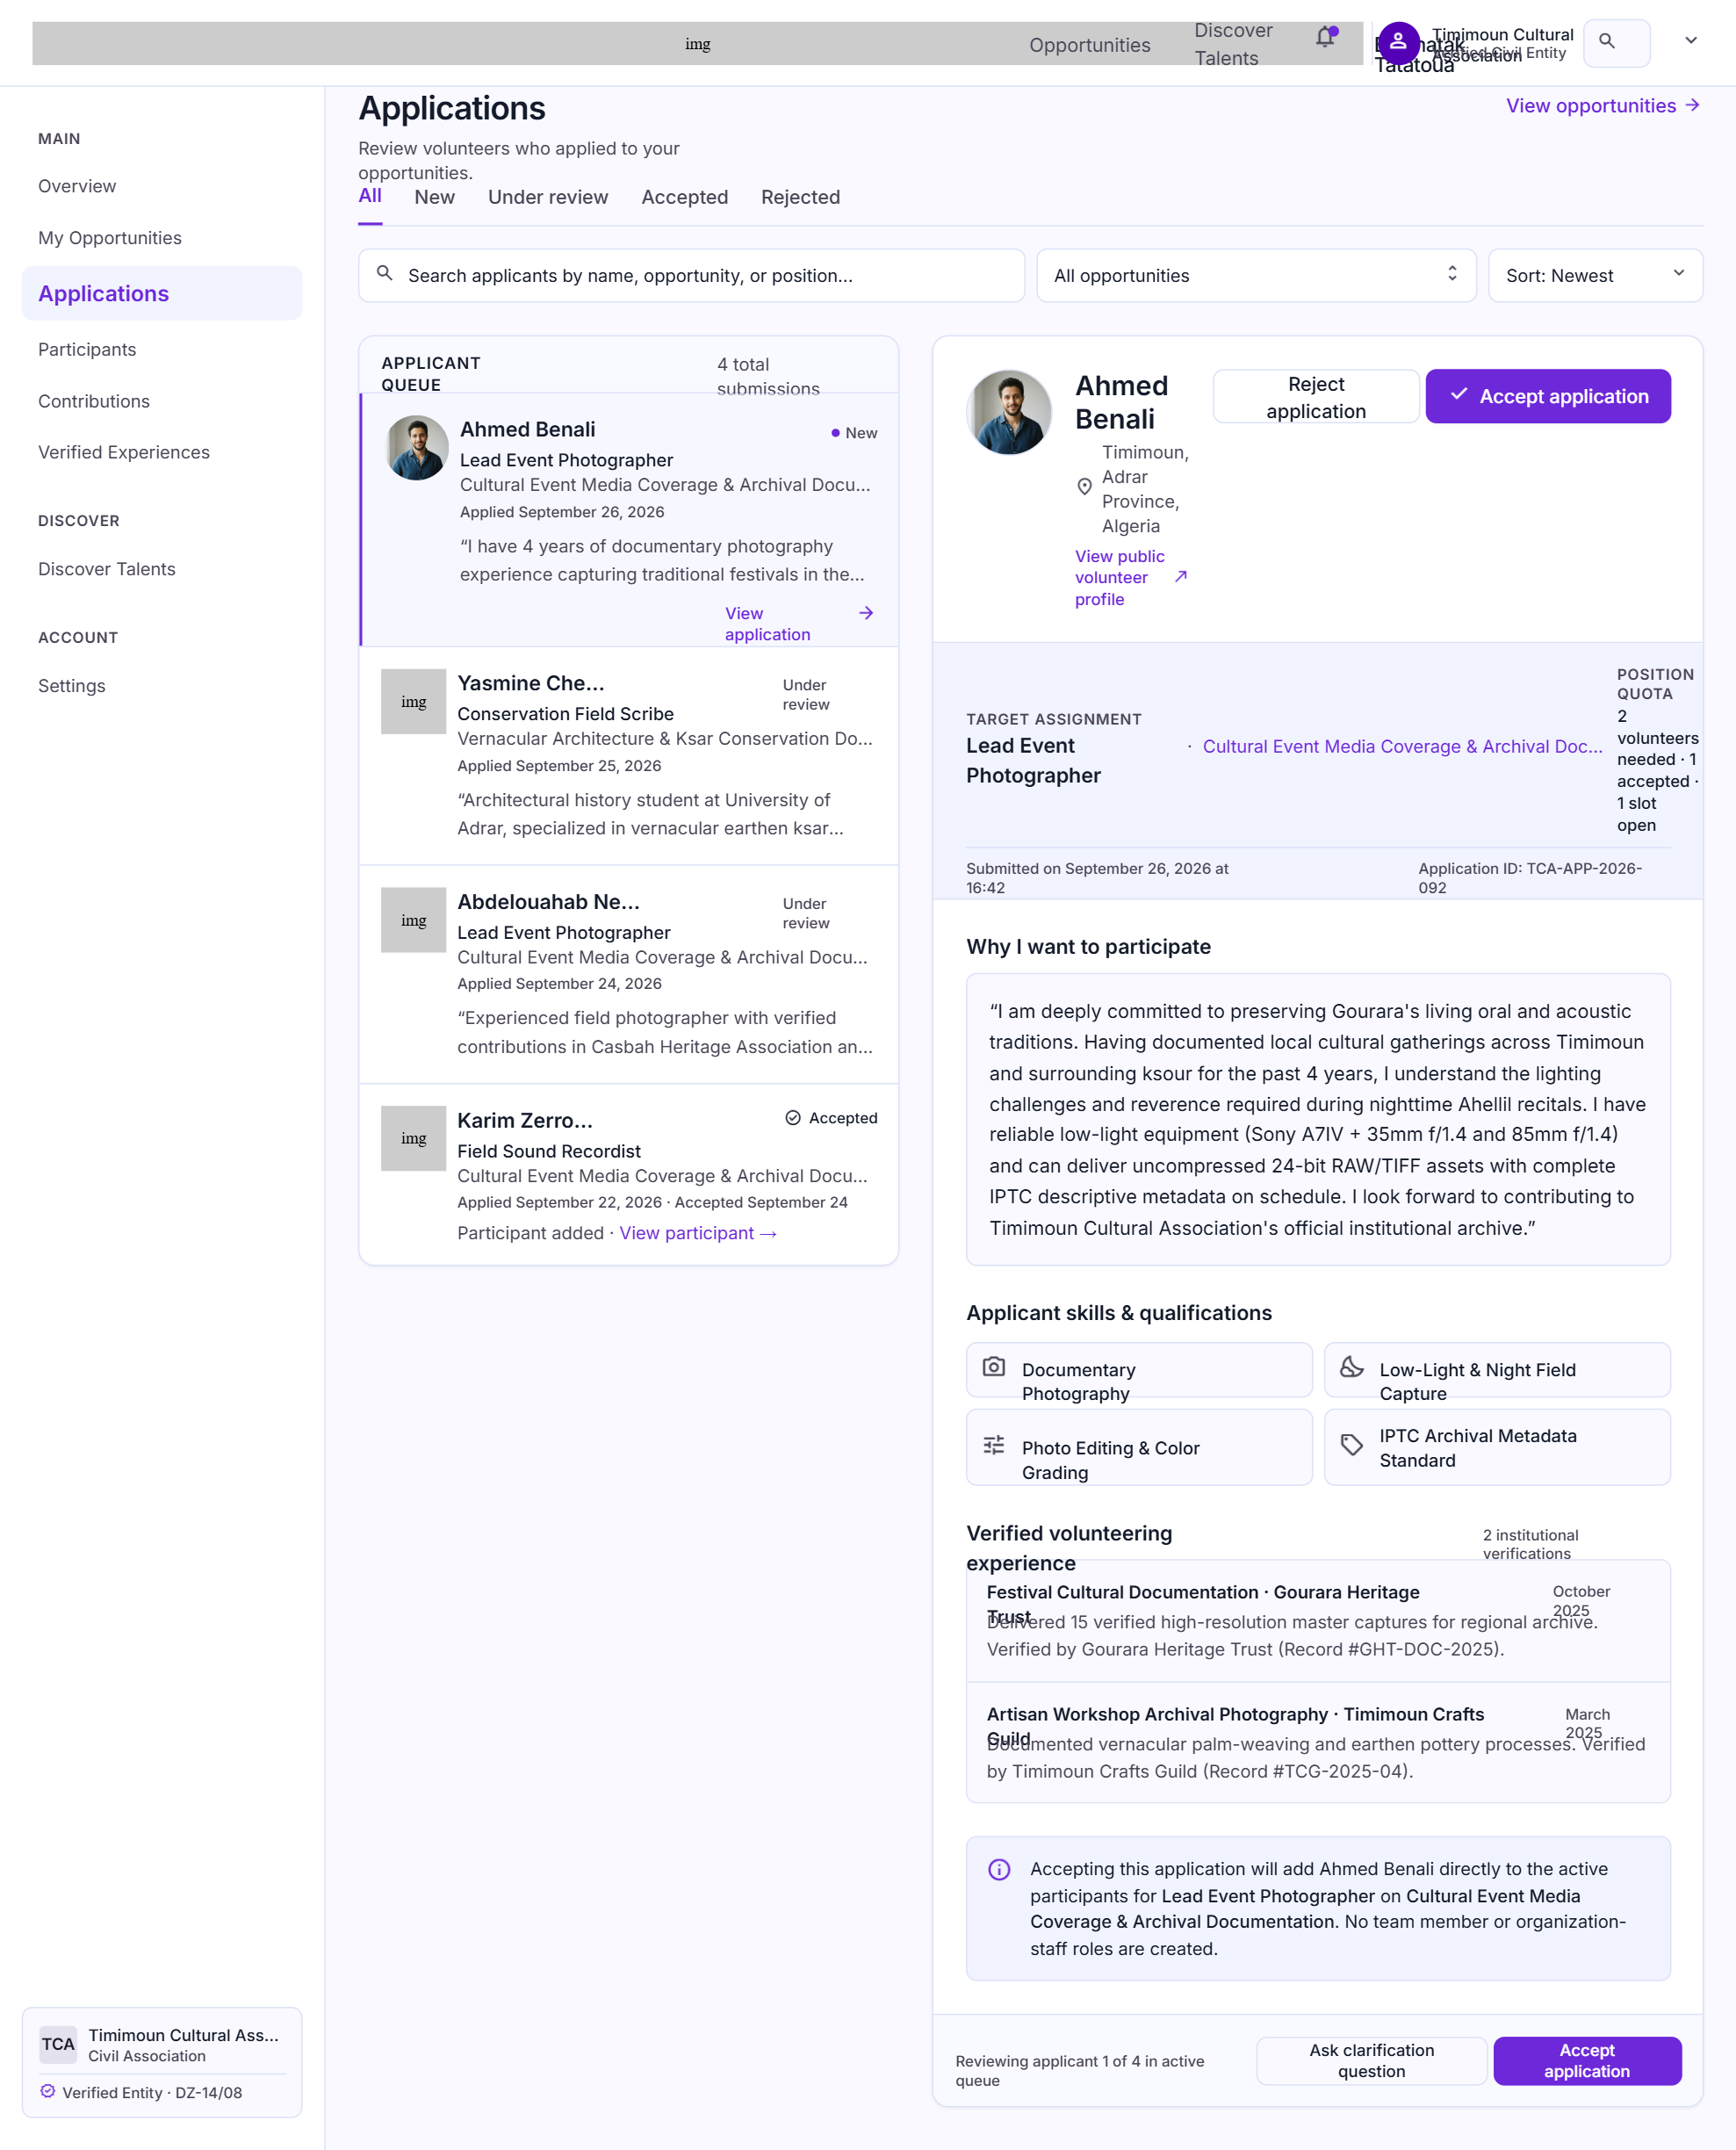 img
Opportunities
Discover
Talents
Tatatoua
Timimoun Cultural
Association
Verified Civil Entity
MAIN
Overview
My Opportunities
Applications
Participants
Contributions
Verified Experiences
DISCOVER
Discover Talents
ACCOUNT
Settings
TCA
Timimoun Cultural Ass...
Civil Association
Verified Entity · DZ-14/08
Applications
Review volunteers who applied to your
opportunities.
View opportunities →
All
New
Under review
Accepted
Rejected
Search applicants by name, opportunity, or position...
All opportunities
Sort: Newest
APPLICANT
QUEUE
4 total
submissions
Ahmed Benali
New
Lead Event Photographer
Cultural Event Media Coverage & Archival Docu...
Applied September 26, 2026
“I have 4 years of documentary photography
experience capturing traditional festivals in the...
View
application
→
img
Yasmine Che...
Under
review
Conservation Field Scribe
Vernacular Architecture & Ksar Conservation Do...
Applied September 25, 2026
“Architectural history student at University of
Adrar, specialized in vernacular earthen ksar...
img
Abdelouahab Ne...
Under
review
Lead Event Photographer
Cultural Event Media Coverage & Archival Docu...
Applied September 24, 2026
“Experienced field photographer with verified
contributions in Casbah Heritage Association an...
img
Karim Zerro...
Accepted
Field Sound Recordist
Cultural Event Media Coverage & Archival Docu...
Applied September 22, 2026 · Accepted September 24
Participant added · View participant →
Ahmed
Benali
Timimoun,
Adrar
Province,
Algeria
View public
volunteer
profile
Reject
application
Accept application
TARGET ASSIGNMENT
Lead Event
Photographer
· Cultural Event Media Coverage & Archival Doc...
POSITION
QUOTA
2
volunteers
needed · 1
accepted ·
1 slot
open
Submitted on September 26, 2026 at
16:42
Application ID: TCA-APP-2026-
092
Why I want to participate
“I am deeply committed to preserving Gourara's living oral and acoustic
traditions. Having documented local cultural gatherings across Timimoun
and surrounding ksour for the past 4 years, I understand the lighting
challenges and reverence required during nighttime Ahellil recitals. I have
reliable low-light equipment (Sony A7IV + 35mm f/1.4 and 85mm f/1.4)
and can deliver uncompressed 24-bit RAW/TIFF assets with complete
IPTC descriptive metadata on schedule. I look forward to contributing to
Timimoun Cultural Association's official institutional archive.”
Applicant skills & qualifications
Documentary
Photography
Low-Light & Night Field
Capture
Photo Editing & Color
Grading
IPTC Archival Metadata
Standard
Verified volunteering
experience
2 institutional
verifications
Festival Cultural Documentation · Gourara Heritage
Trust
October
2025
Delivered 15 verified high-resolution master captures for regional archive.
Verified by Gourara Heritage Trust (Record #GHT-DOC-2025).
Artisan Workshop Archival Photography · Timimoun Crafts
Guild
March
2025
Documented vernacular palm-weaving and earthen pottery processes. Verified
by Timimoun Crafts Guild (Record #TCG-2025-04).
Accepting this application will add Ahmed Benali directly to the active
participants for Lead Event Photographer on Cultural Event Media
Coverage & Archival Documentation. No team member or organization-
staff roles are created.
Reviewing applicant 1 of 4 in active
queue
Ask clarification
question
Accept
application